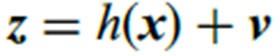 z = h(x) + v